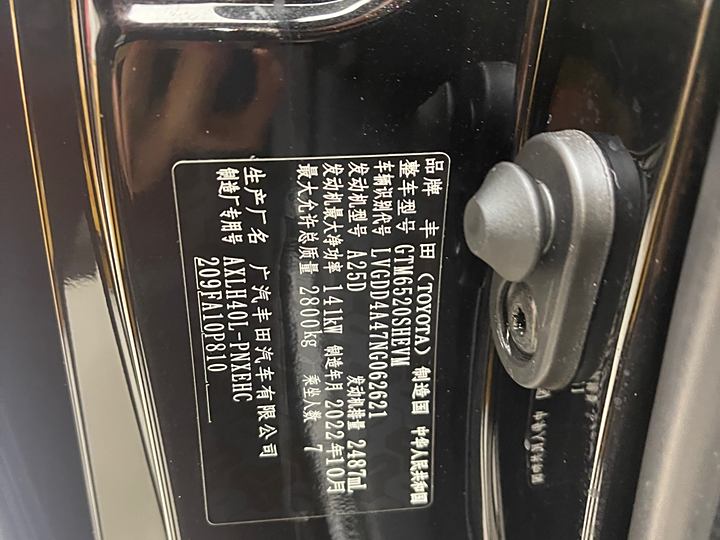 品牌 丰田（TOYOTA） 制造国 中华人民共和国
整车型号 GTM6520SHEVM
车辆识别代号 LVGDD4A47NG062621
发动机型号 A25D 发动机排量 2487mL
发动机最大净功率 141kW 制造年月 2022年10月
最大允许总质量 2800kg 乘坐人数 7
生产厂名 广汽丰田汽车有限公司
制造厂专用号 AXLH40L-PNXEHC
209FA10P810